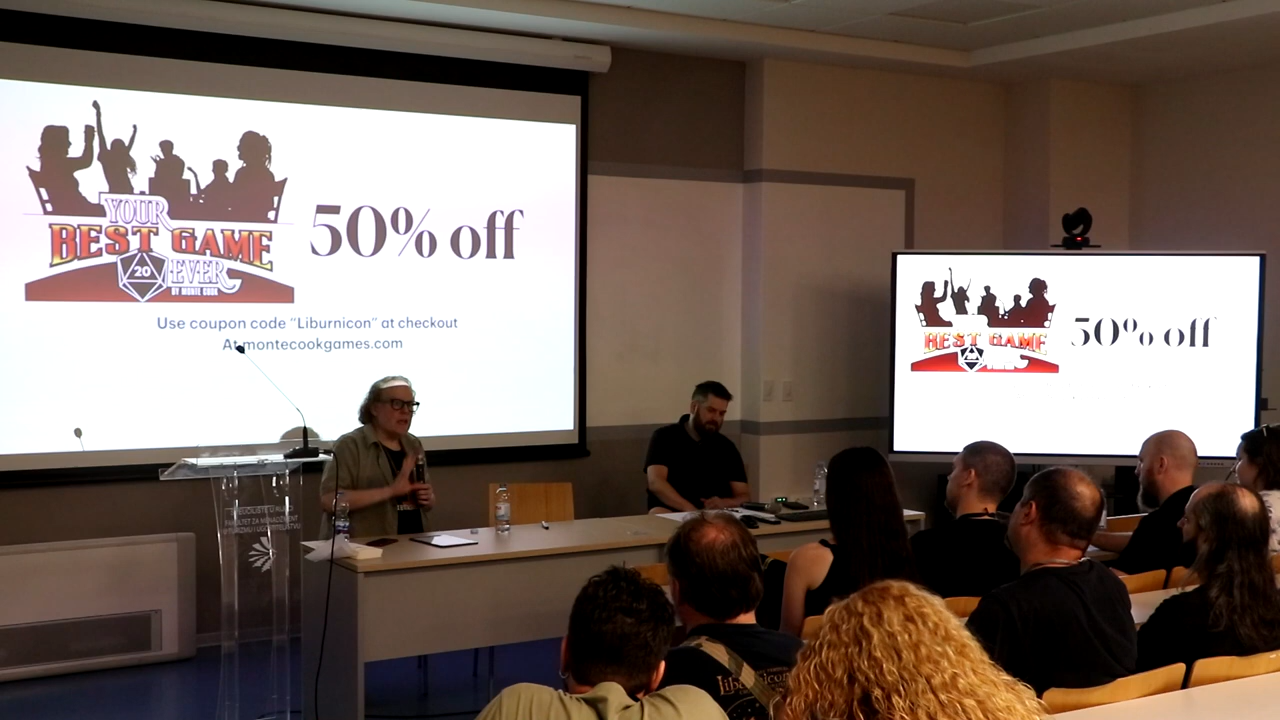 YOUR
BEST GAME
20 EVER
BY MONTE COOK
50% off
Use coupon code “Liburnicon” at checkout
At montecookgames.com
BEST GAME
50% off
Liburnicon